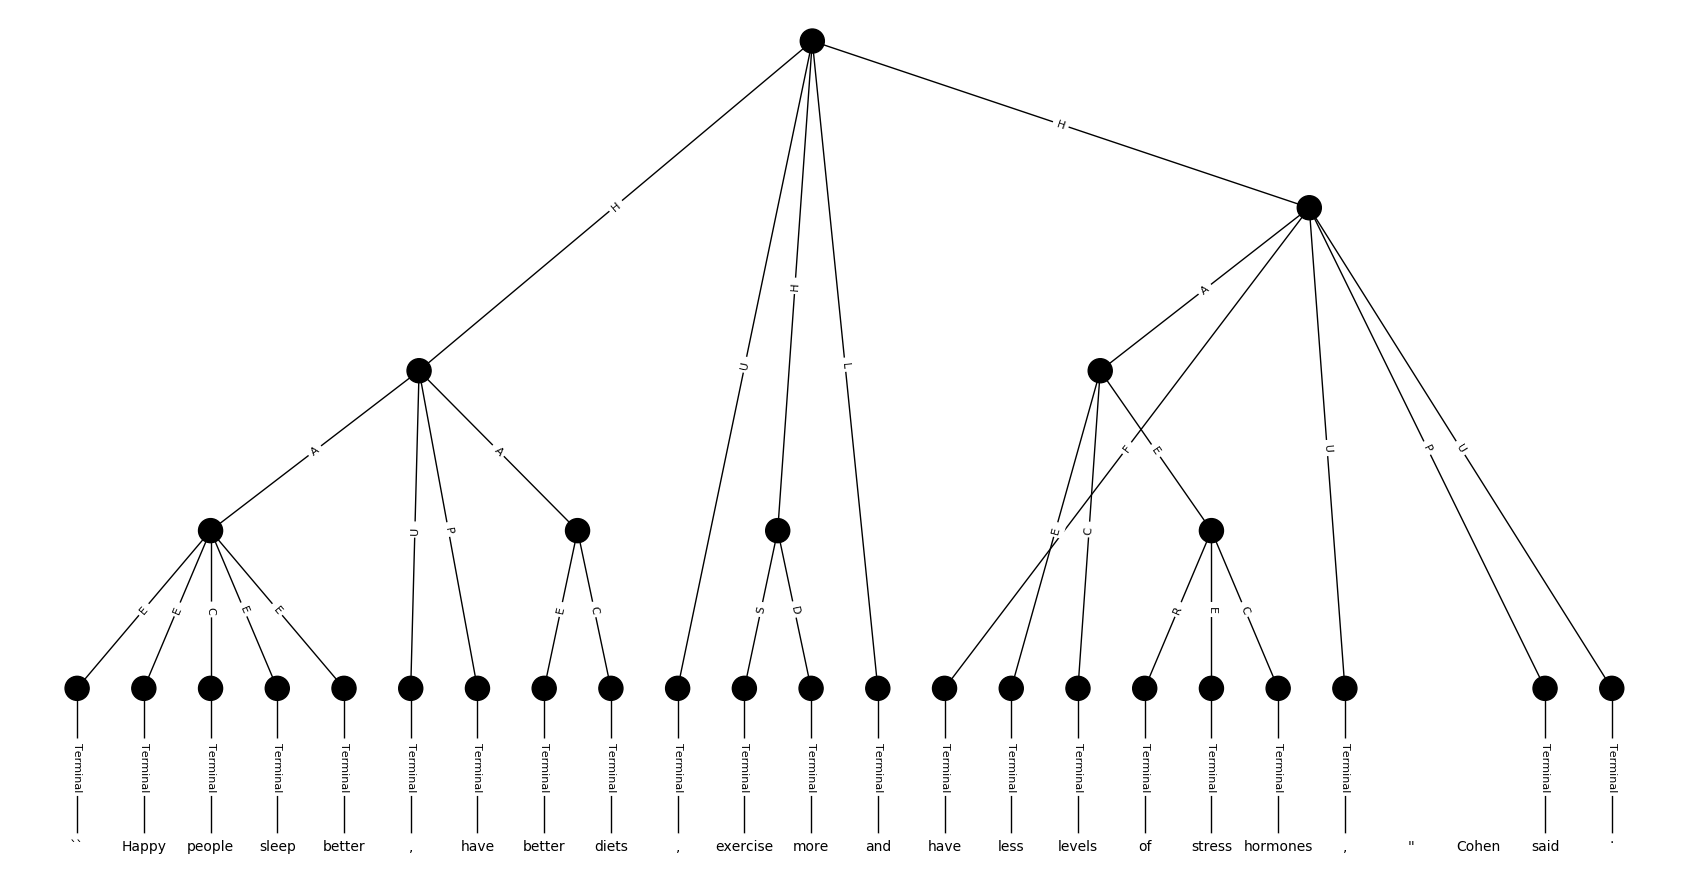 H
H
A
H
U
L
A
A
F
E
U
P
U
U
P
E
C
E
E
C
E
E
E
C
S
D
R
E
C
Terminal Terminal Terminal Terminal Terminal Terminal Terminal Terminal Terminal Terminal Terminal Terminal Terminal Terminal Terminal Terminal Terminal Terminal Terminal Terminal Terminal Terminal
`` Happy people sleep better , have better diets , exercise more and have less levels of stress hormones , " Cohen said .